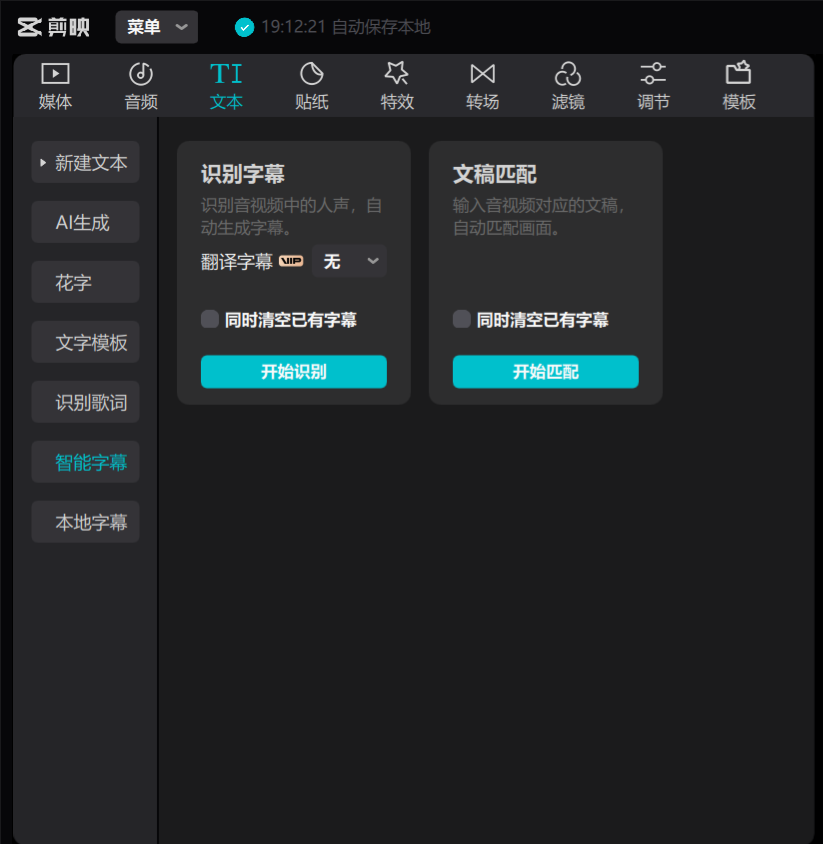 剪映
菜单
19:12:21 自动保存本地
媒体
音频
TI
文本
贴纸
特效
转场
滤镜
调节
模板
新建文本
AI生成
花字
文字模板
识别歌词
智能字幕
本地字幕
识别字幕
识别音视频中的人声，自
动生成字幕。
翻译字幕 VIP 无
同时清空已有字幕
开始识别
文稿匹配
输入音视频对应的文稿，
自动匹配画面。
同时清空已有字幕
开始匹配